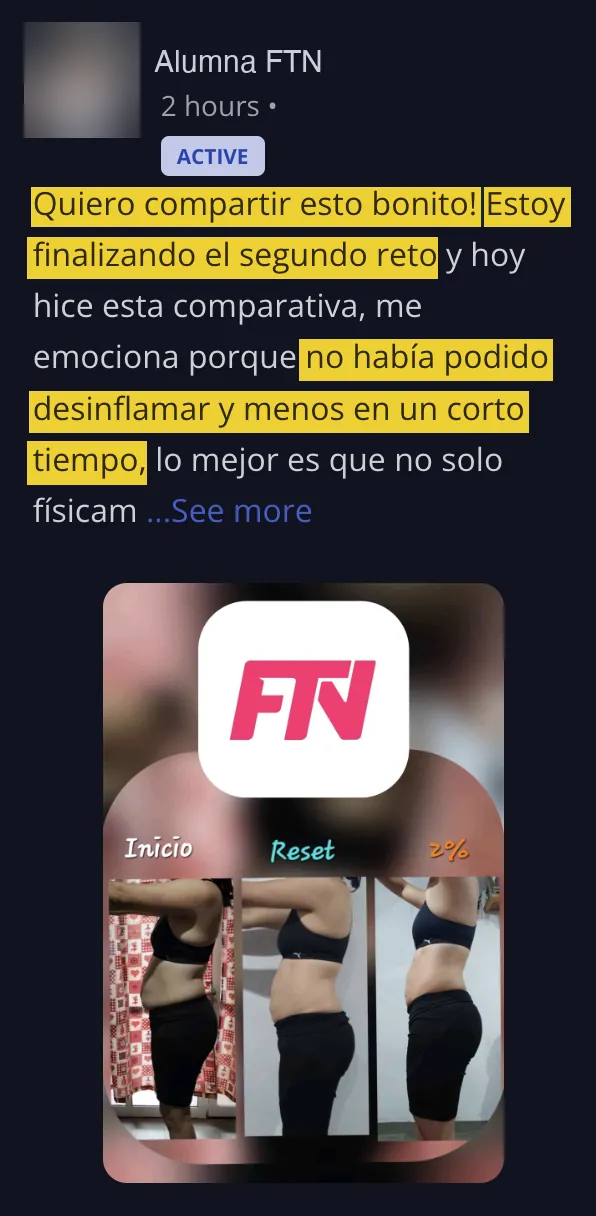 Alumna FTN
2 hours •
ACTIVE
Quiero compartir esto bonito! Estoy
finalizando el segundo reto y hoy
hice esta comparativa, me
emociona porque no había podido
desinflamar y menos en un corto
tiempo, lo mejor es que no solo
físicam ...See more
FTN
Inicio Reset 2%